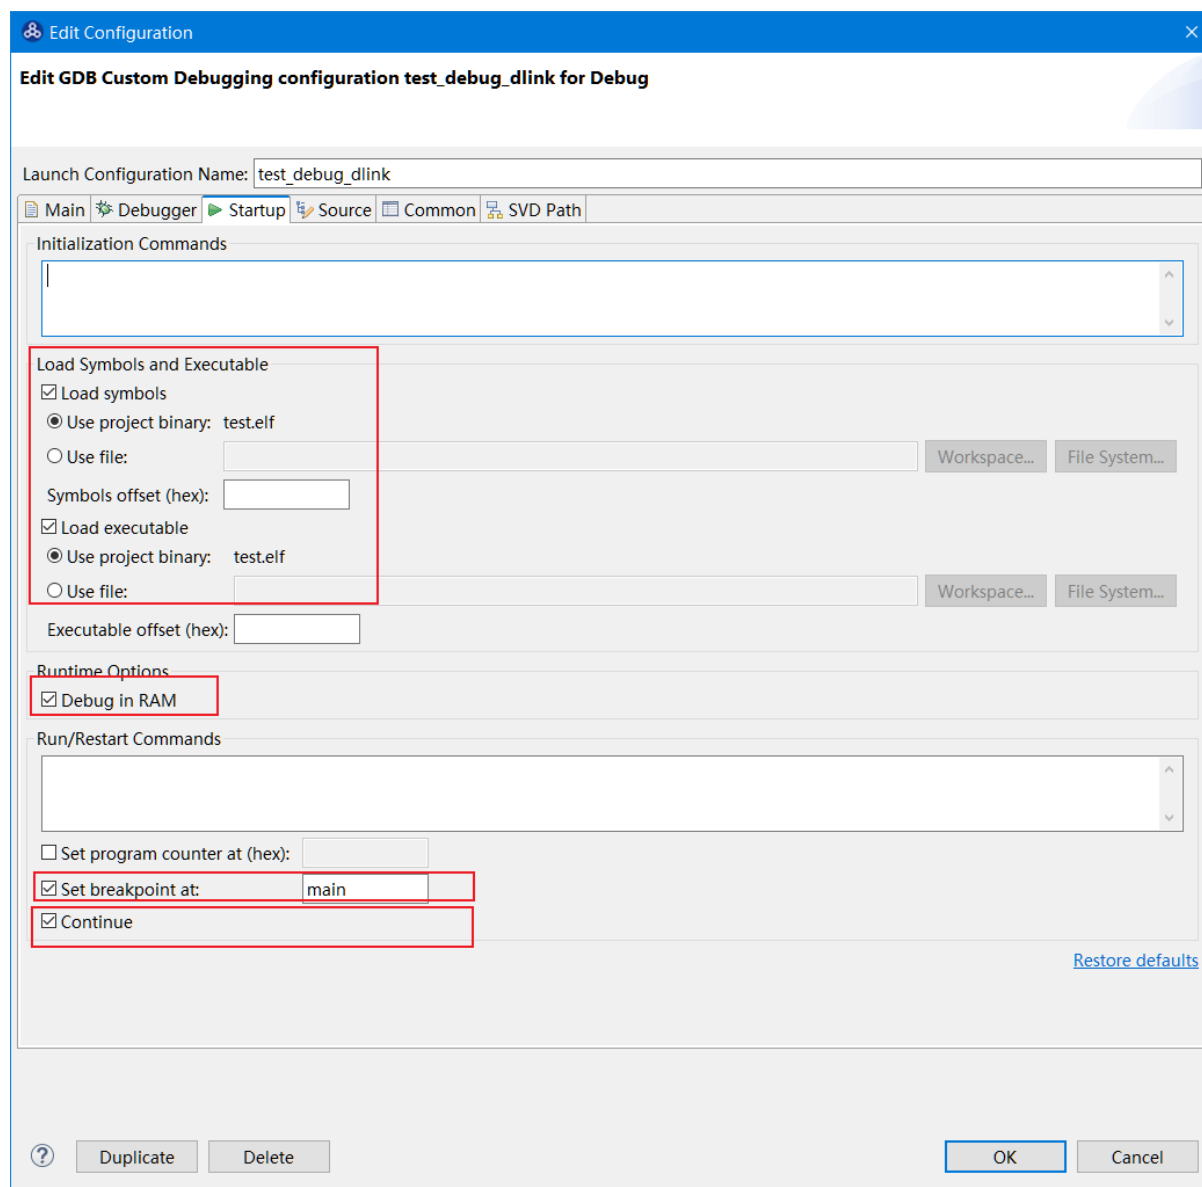 Edit Configuration
Edit GDB Custom Debugging configuration test_debug_dlink for Debug
Launch Configuration Name: test_debug_dlink
Main Debugger Startup Source Common SVD Path
Initialization Commands
Load Symbols and Executable
Load symbols
Use project binary: test.elf
Use file: Workspace... File System...
Symbols offset (hex):
Load executable
Use project binary: test.elf
Use file: Workspace... File System...
Executable offset (hex):
Runtime Options
Debug in RAM
Run/Restart Commands
Set program counter at (hex):
Set breakpoint at: main
Continue
Restore defaults
? Duplicate Delete OK Cancel